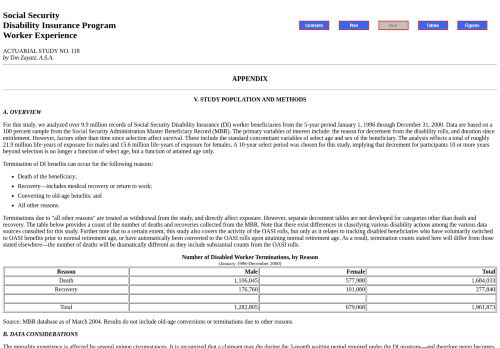 Social Security
Disability Insurance Program
Worker Experience
Contents Prev Next Tables Figures
ACTUARIAL STUDY NO. 118
by Tim Zayatz, A.S.A.
APPENDIX
V. STUDY POPULATION AND METHODS
A. OVERVIEW
For this study, we analyzed over 9.9 million records of Social Security Disability Insurance (DI) worker beneficiaries from the 5-year period January 1, 1996 through December 31, 2000. Data are based on a
100 percent sample from the Social Security Administration Master Beneficiary Record (MBR). The primary variables of interest include: the reason for decrement from the disability rolls, and duration since
entitlement. However, factors other than time since selection affect survival. These include the standard concomitant variables of select age and sex of the beneficiary. The analysis reflects a total of roughly
21.9 million life-years of exposure for males and 15.6 million life-years of exposure for females. A 10-year select period was chosen for this study, implying that decrement for participants 10 or more years
beyond selection is no longer a function of select age, but a function of attained age only.
Termination of DI benefits can occur for the following reasons:
• Death of the beneficiary;
• Recovery—includes medical recovery or return to work;
• Converting to old-age benefits; and
• All other reasons.
Terminations due to "all other reasons" are treated as withdrawal from the study, and directly affect exposure. However, separate decrement tables are not developed for categories other than death and
recovery. The table below provides a count of the number of deaths and recoveries collected from the MBR. Note that there exist differences in classifying various disability actions among the various data
sources consulted for this study. Further note that to a certain extent, this study also covers the activity of the OASI rolls, but only as it relates to tracking disabled beneficiaries who have voluntarily switched
to OASI benefits prior to normal retirement age, or have automatically been converted to the OASI rolls upon attaining normal retirement age. As a result, termination counts stated here will differ from those
stated elsewhere—the number of deaths will be dramatically different as they include substantial counts from the OASI rolls.
Number of Disabled Worker Terminations, by Reason
(January 1996-December 2000)
Reason Male Female Total
Death 1,106,045 577,988 1,684,033
Recovery 176,760 101,080 277,840
Total 1,282,805 679,068 1,961,873
Source: MBR database as of March 2004. Results do not include old-age conversions or terminations due to other reasons.
B. DATA CONSIDERATIONS
The mortality experience is affected by several unique circumstances. It is recognized that a claimant may die during the 5-month waiting period required under the DI program—and therefore never becomes